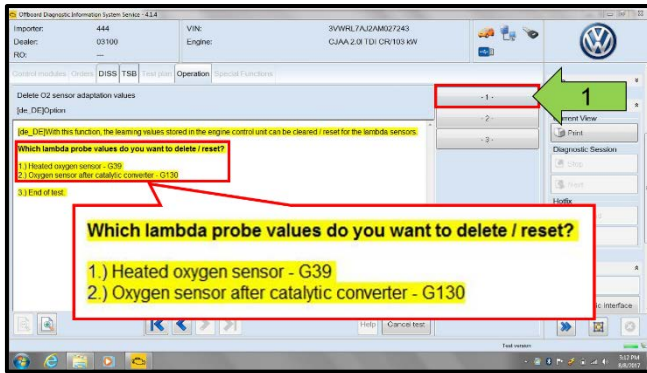 Offboard Diagnostic Information System Service - 4.1.4
Importer: 444 VIN: 3VWRL7AJ2AM027243
Dealer: 03100 Engine: CJAA 2.0l TDI CR/103 kW
RO: ---
Control modules Orders DISS TSB Test plan Operation Special Functions
Delete O2 sensor adaptation values
[de_DE]Option
[de_DE]With this function, the learning values stored in the engine control unit can be cleared / reset for the lambda sensors.
Which lambda probe values do you want to delete / reset?
1.) Heated oxygen sensor - G39
2.) Oxygen sensor after catalytic converter - G130
3.) End of test.
- 1 -
- 2 -
- 3 -
1
Current View
Print
Diagnostic Session
Stop
Hotfix
Which lambda probe values do you want to delete / reset?
1.) Heated oxygen sensor - G39
2.) Oxygen sensor after catalytic converter - G130
Interface
Help
Cancel test
Test version
5:12 PM
8/8/2017